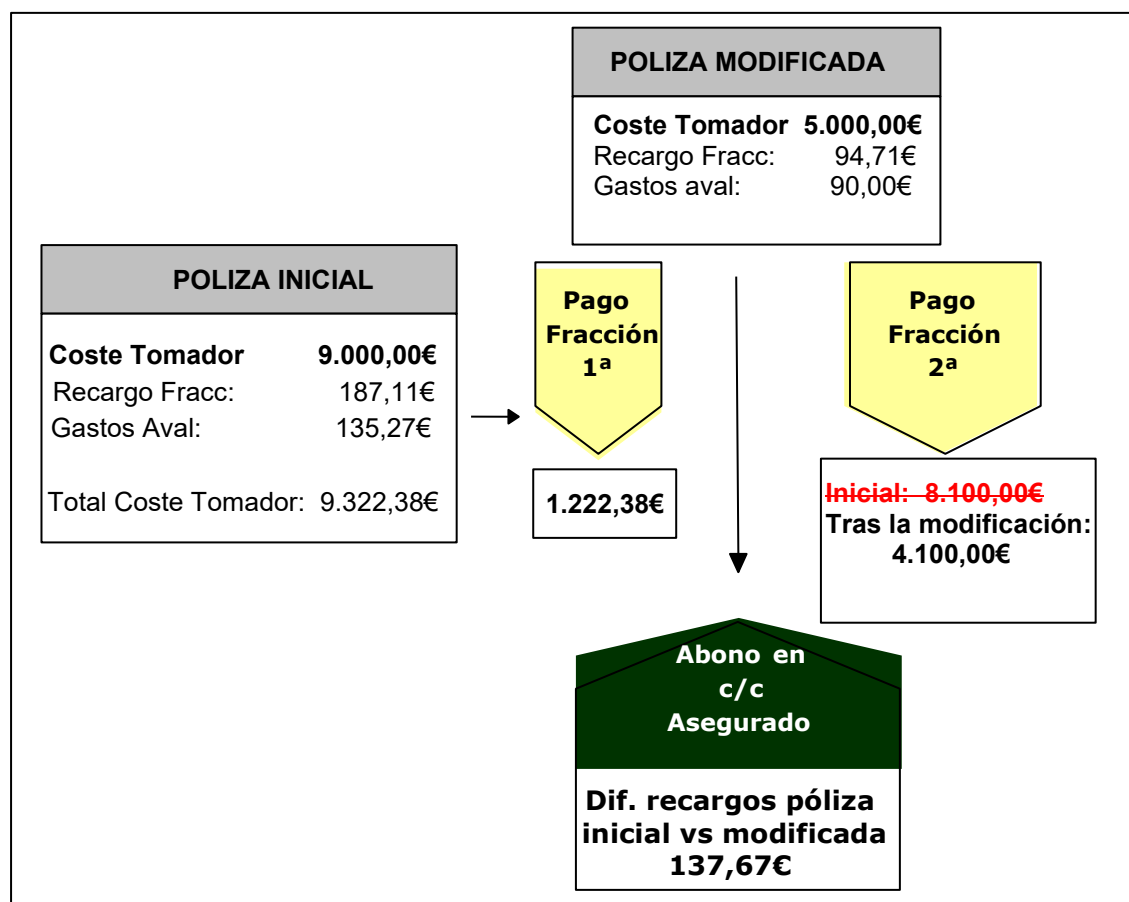 POLIZA MODIFICADA
Coste Tomador 5.000,00€
Recargo Fracc: 94,71€
Gastos aval: 90,00€
POLIZA INICIAL
Coste Tomador 9.000,00€
Recargo Fracc: 187,11€
Gastos Aval: 135,27€
Total Coste Tomador: 9.322,38€
Pago
Fracción
1ª
1.222,38€
Pago
Fracción
2ª
Inicial: 8.100,00€
Tras la modificación:
4.100,00€
Abono en
c/c
Asegurado
Dif. recargos póliza
inicial vs modificada
137,67€